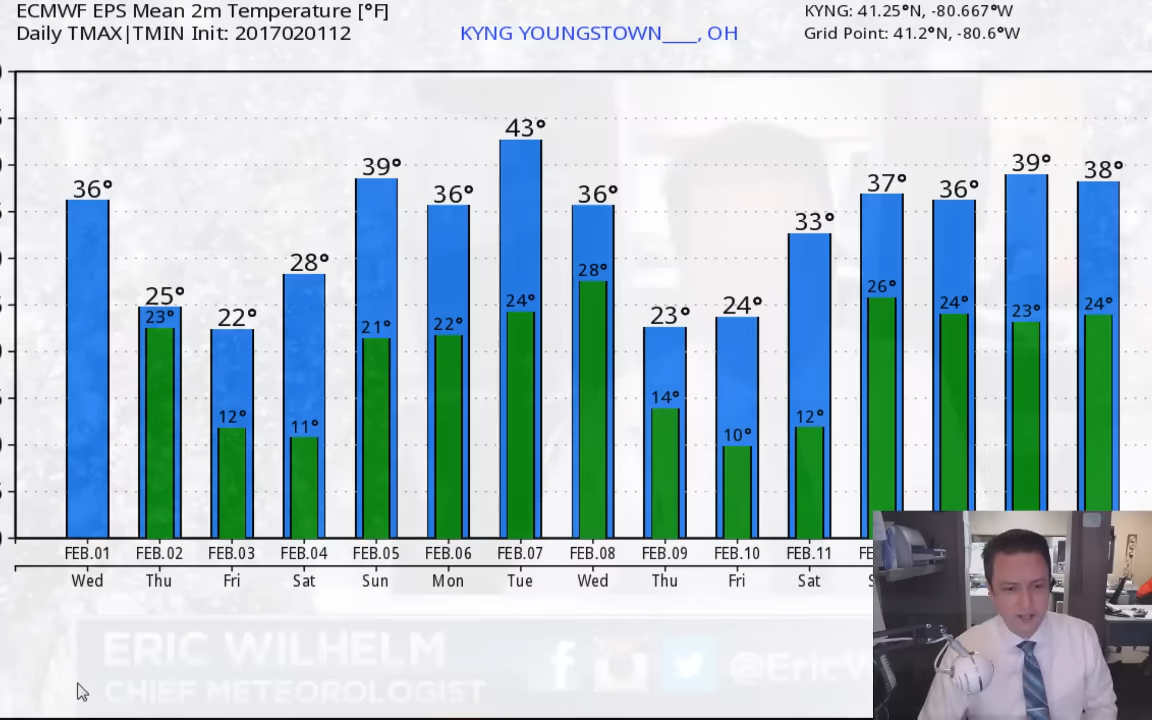 ECMWF EPS Mean 2m Temperature [°F]
Daily TMAX|TMIN Init: 2017020112
KYNG YOUNGSTOWN___, OH
KYNG: 41.25°N, -80.667°W
Grid Point: 41.2°N, -80.6°W
36° 25° 22° 28° 39° 36° 43° 36° 23° 24° 33° 37° 36° 39° 38°
23° 12° 11° 21° 22° 24° 28° 14° 10° 12° 26° 24° 23° 24°
FEB.01 FEB.02 FEB.03 FEB.04 FEB.05 FEB.06 FEB.07 FEB.08 FEB.09 FEB.10 FEB.11
Wed Thu Fri Sat Sun Mon Tue Wed Thu Fri Sat
ERIC WILHELM
CHIEF METEOROLOGIST
@EricW